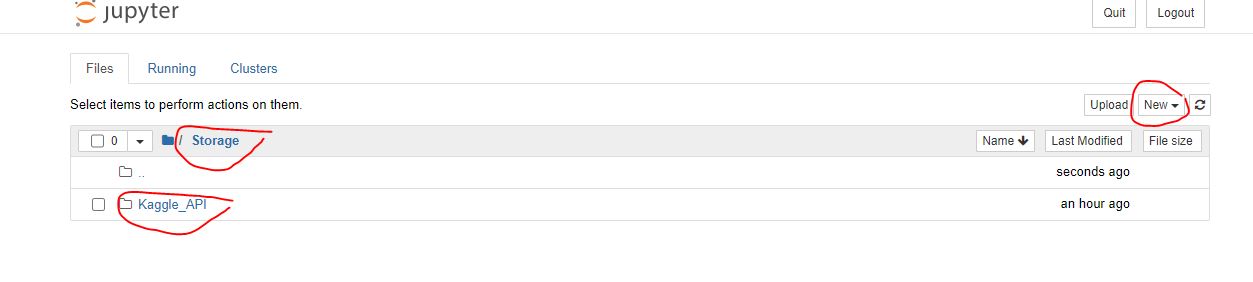 jupyter
Quit Logout
Files Running Clusters
Select items to perform actions on them.
Upload New
0 / Storage Name Last Modified File size
.. seconds ago
Kaggle_API an hour ago